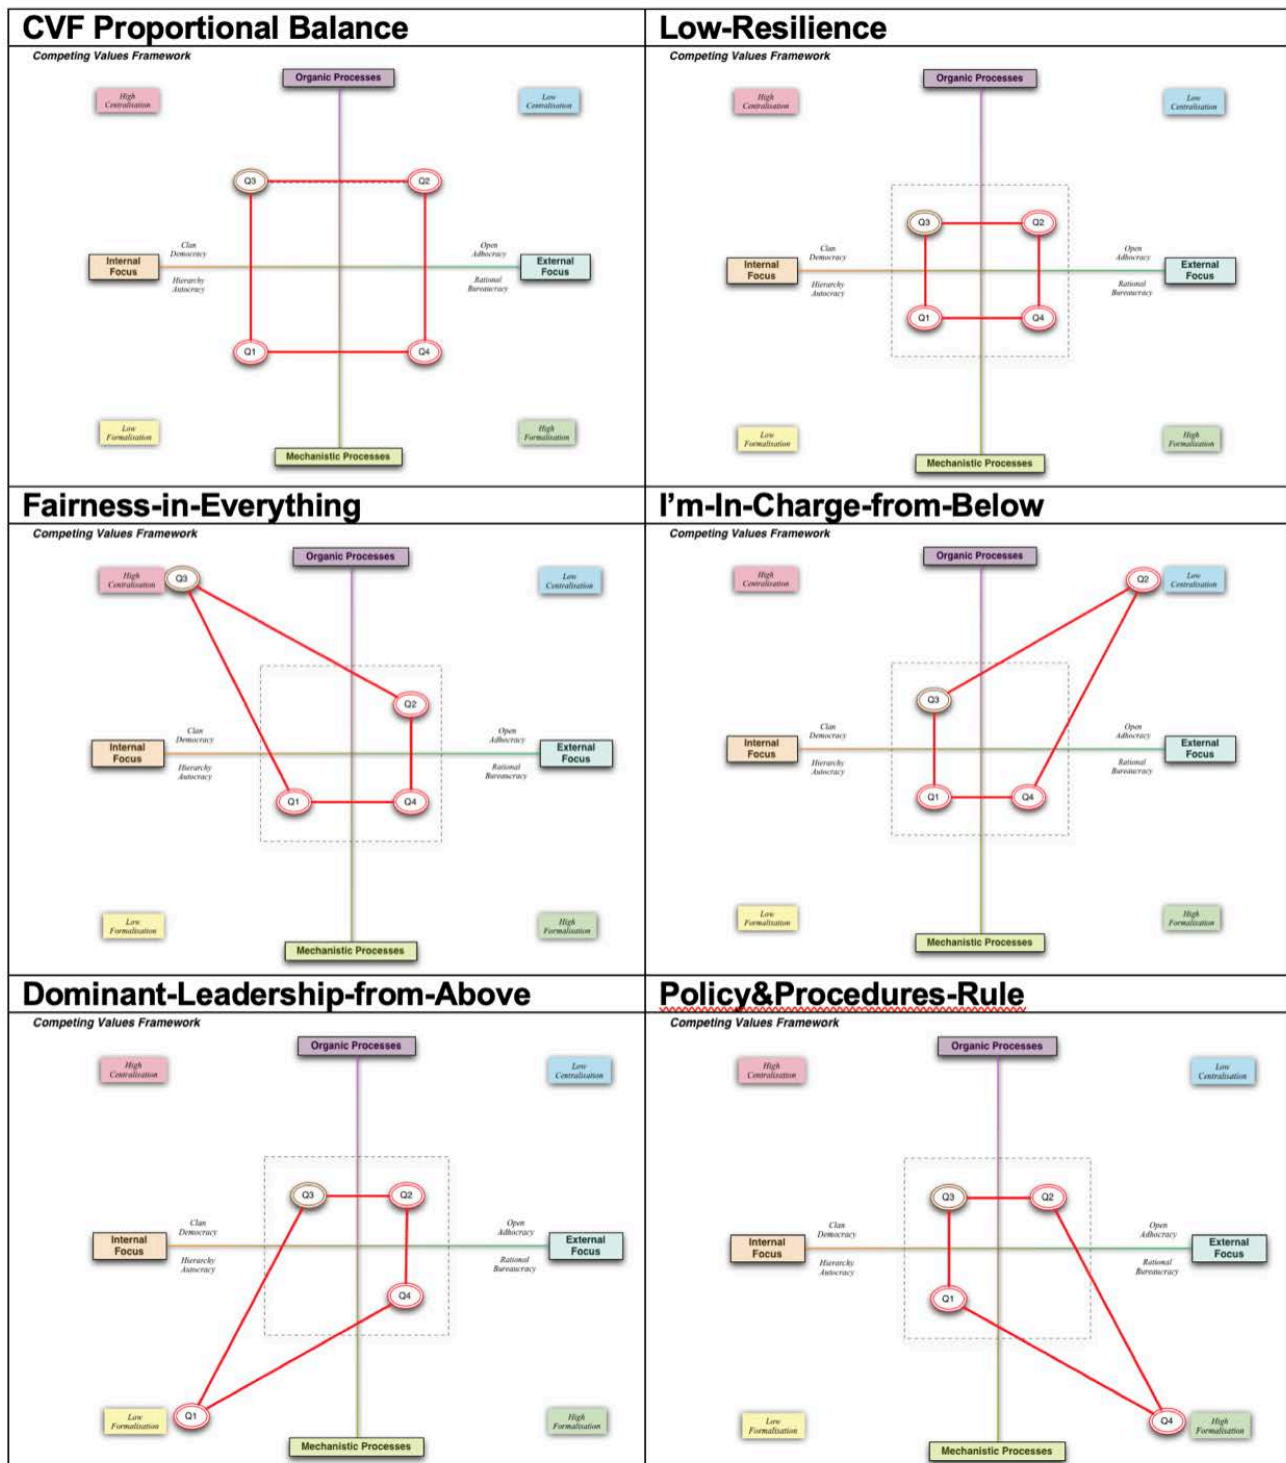 CVF Proportional Balance
Competing Values Framework
Organic Processes
High
Centralisation
Low
Centralisation
Q3
Q2
Clan
Democracy
Open
Adhocracy
Internal
Focus
External
Focus
Hierarchy
Autocracy
Rational
Bureaucracy
Q1
Q4
Low
Formalisation
High
Formalisation
Mechanistic Processes
Low-Resilience
Competing Values Framework
Organic Processes
High
Centralisation
Low
Centralisation
Q3
Q2
Clan
Democracy
Open
Adhocracy
Internal
Focus
External
Focus
Hierarchy
Autocracy
Rational
Bureaucracy
Q1
Q4
Low
Formalisation
High
Formalisation
Mechanistic Processes
Fairness-in-Everything
Competing Values Framework
Organic Processes
High
Centralisation
Q3
Low
Centralisation
Q2
Clan
Democracy
Open
Adhocracy
Internal
Focus
External
Focus
Hierarchy
Autocracy
Rational
Bureaucracy
Q1
Q4
Low
Formalisation
High
Formalisation
Mechanistic Processes
I'm-In-Charge-from-Below
Competing Values Framework
Organic Processes
High
Centralisation
Q2
Low
Centralisation
Q3
Clan
Democracy
Open
Adhocracy
Internal
Focus
External
Focus
Hierarchy
Autocracy
Rational
Bureaucracy
Q1
Q4
Low
Formalisation
High
Formalisation
Mechanistic Processes
Dominant-Leadership-from-Above
Competing Values Framework
Organic Processes
High
Centralisation
Low
Centralisation
Q3
Q2
Clan
Democracy
Open
Adhocracy
Internal
Focus
External
Focus
Hierarchy
Autocracy
Rational
Bureaucracy
Q4
Low
Formalisation
Q1
High
Formalisation
Mechanistic Processes
Policy&Procedures-Rule
Competing Values Framework
Organic Processes
High
Centralisation
Low
Centralisation
Q3
Q2
Clan
Democracy
Open
Adhocracy
Internal
Focus
External
Focus
Hierarchy
Autocracy
Rational
Bureaucracy
Q1
Low
Formalisation
Q4
High
Formalisation
Mechanistic Processes